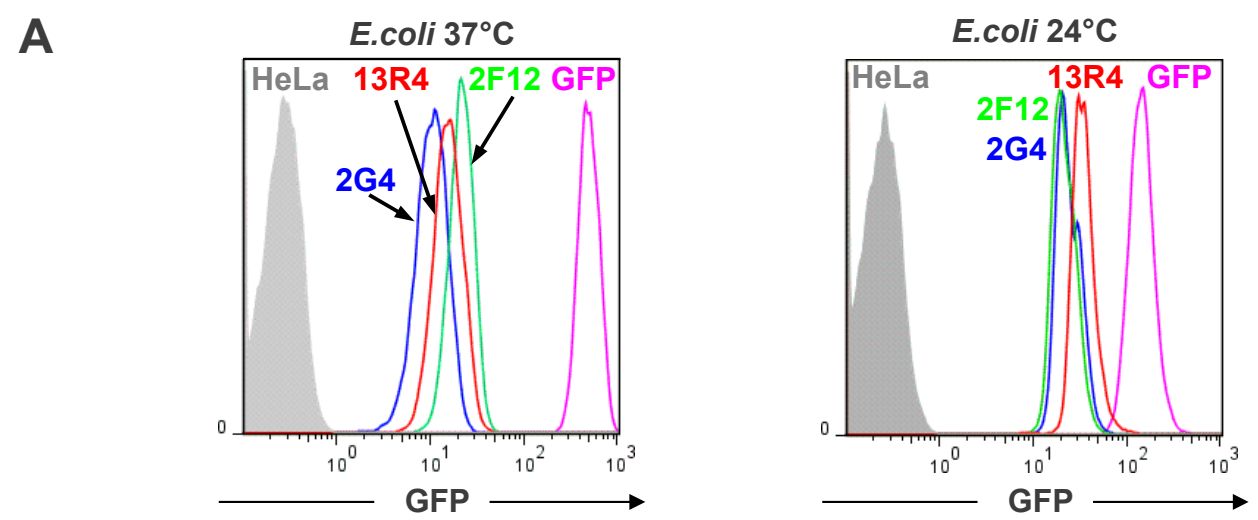 A
E.coli 37°C
HeLa 13R4 2F12 GFP
2G4
0
10^0 10^1 10^2 10^3
GFP
E.coli 24°C
HeLa 13R4 GFP
2F12
2G4
0
10^0 10^1 10^2 10^3
GFP